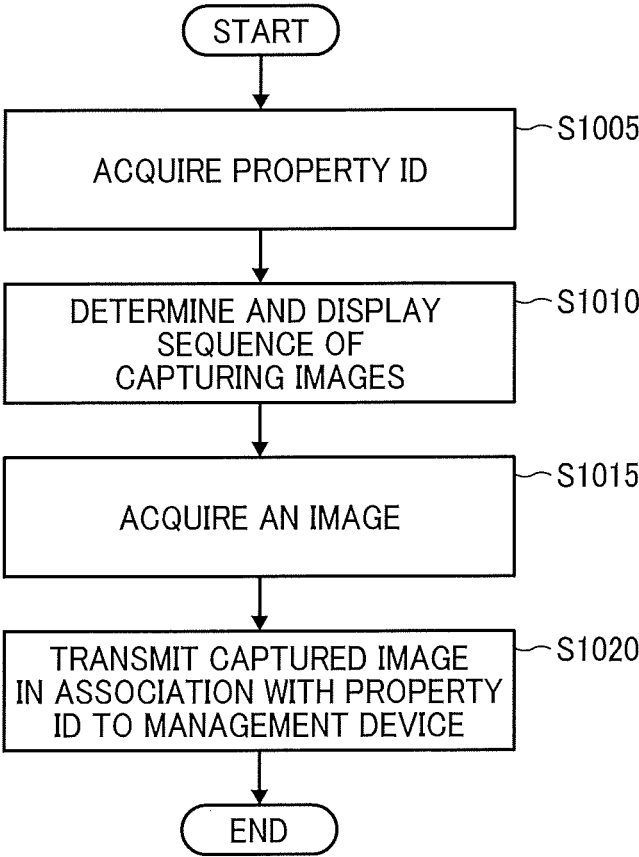 START
ACQUIRE PROPERTY ID
S1005
DETERMINE AND DISPLAY
SEQUENCE OF
CAPTURING IMAGES
S1010
ACQUIRE AN IMAGE
S1015
TRANSMIT CAPTURED IMAGE
IN ASSOCIATION WITH PROPERTY
ID TO MANAGEMENT DEVICE
S1020
END